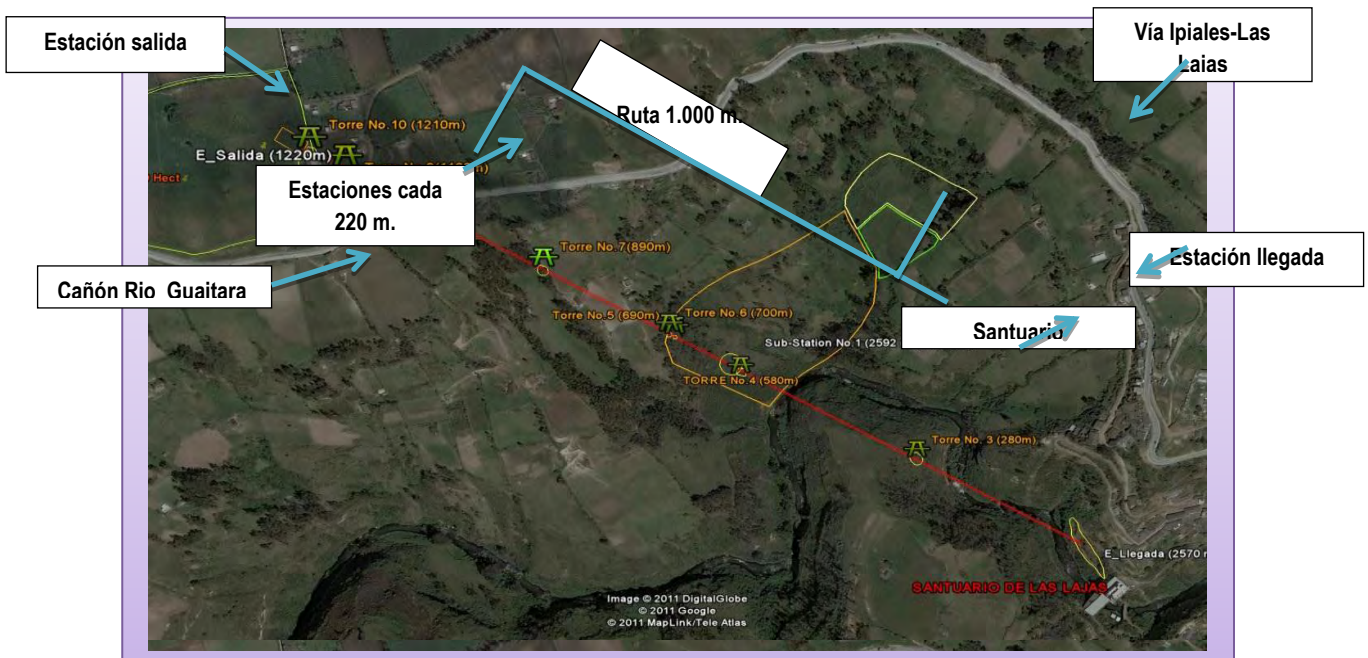 Estación salida
Vía Ipiales-Las
Lajas
Ruta 1.000 m.
Torre No.10 (1210m)
E_Salida (1220m)
Hect
Estaciones cada
220 m.
Torre No.7(890m)
Estación llegada
Cañón Rio Guaitara
Torre No.5 (690m)
Torre No.6 (700m)
Santuario
Sub-Station No.1 (2592
TORRE No.4 (580m)
Torre No. 3 (280m)
E_Llegada (2570
SANTUARIO DE LAS LAJAS
Image © 2011 DigitalGlobe
© 2011 Google
© 2011 MapLink/Tele Atlas